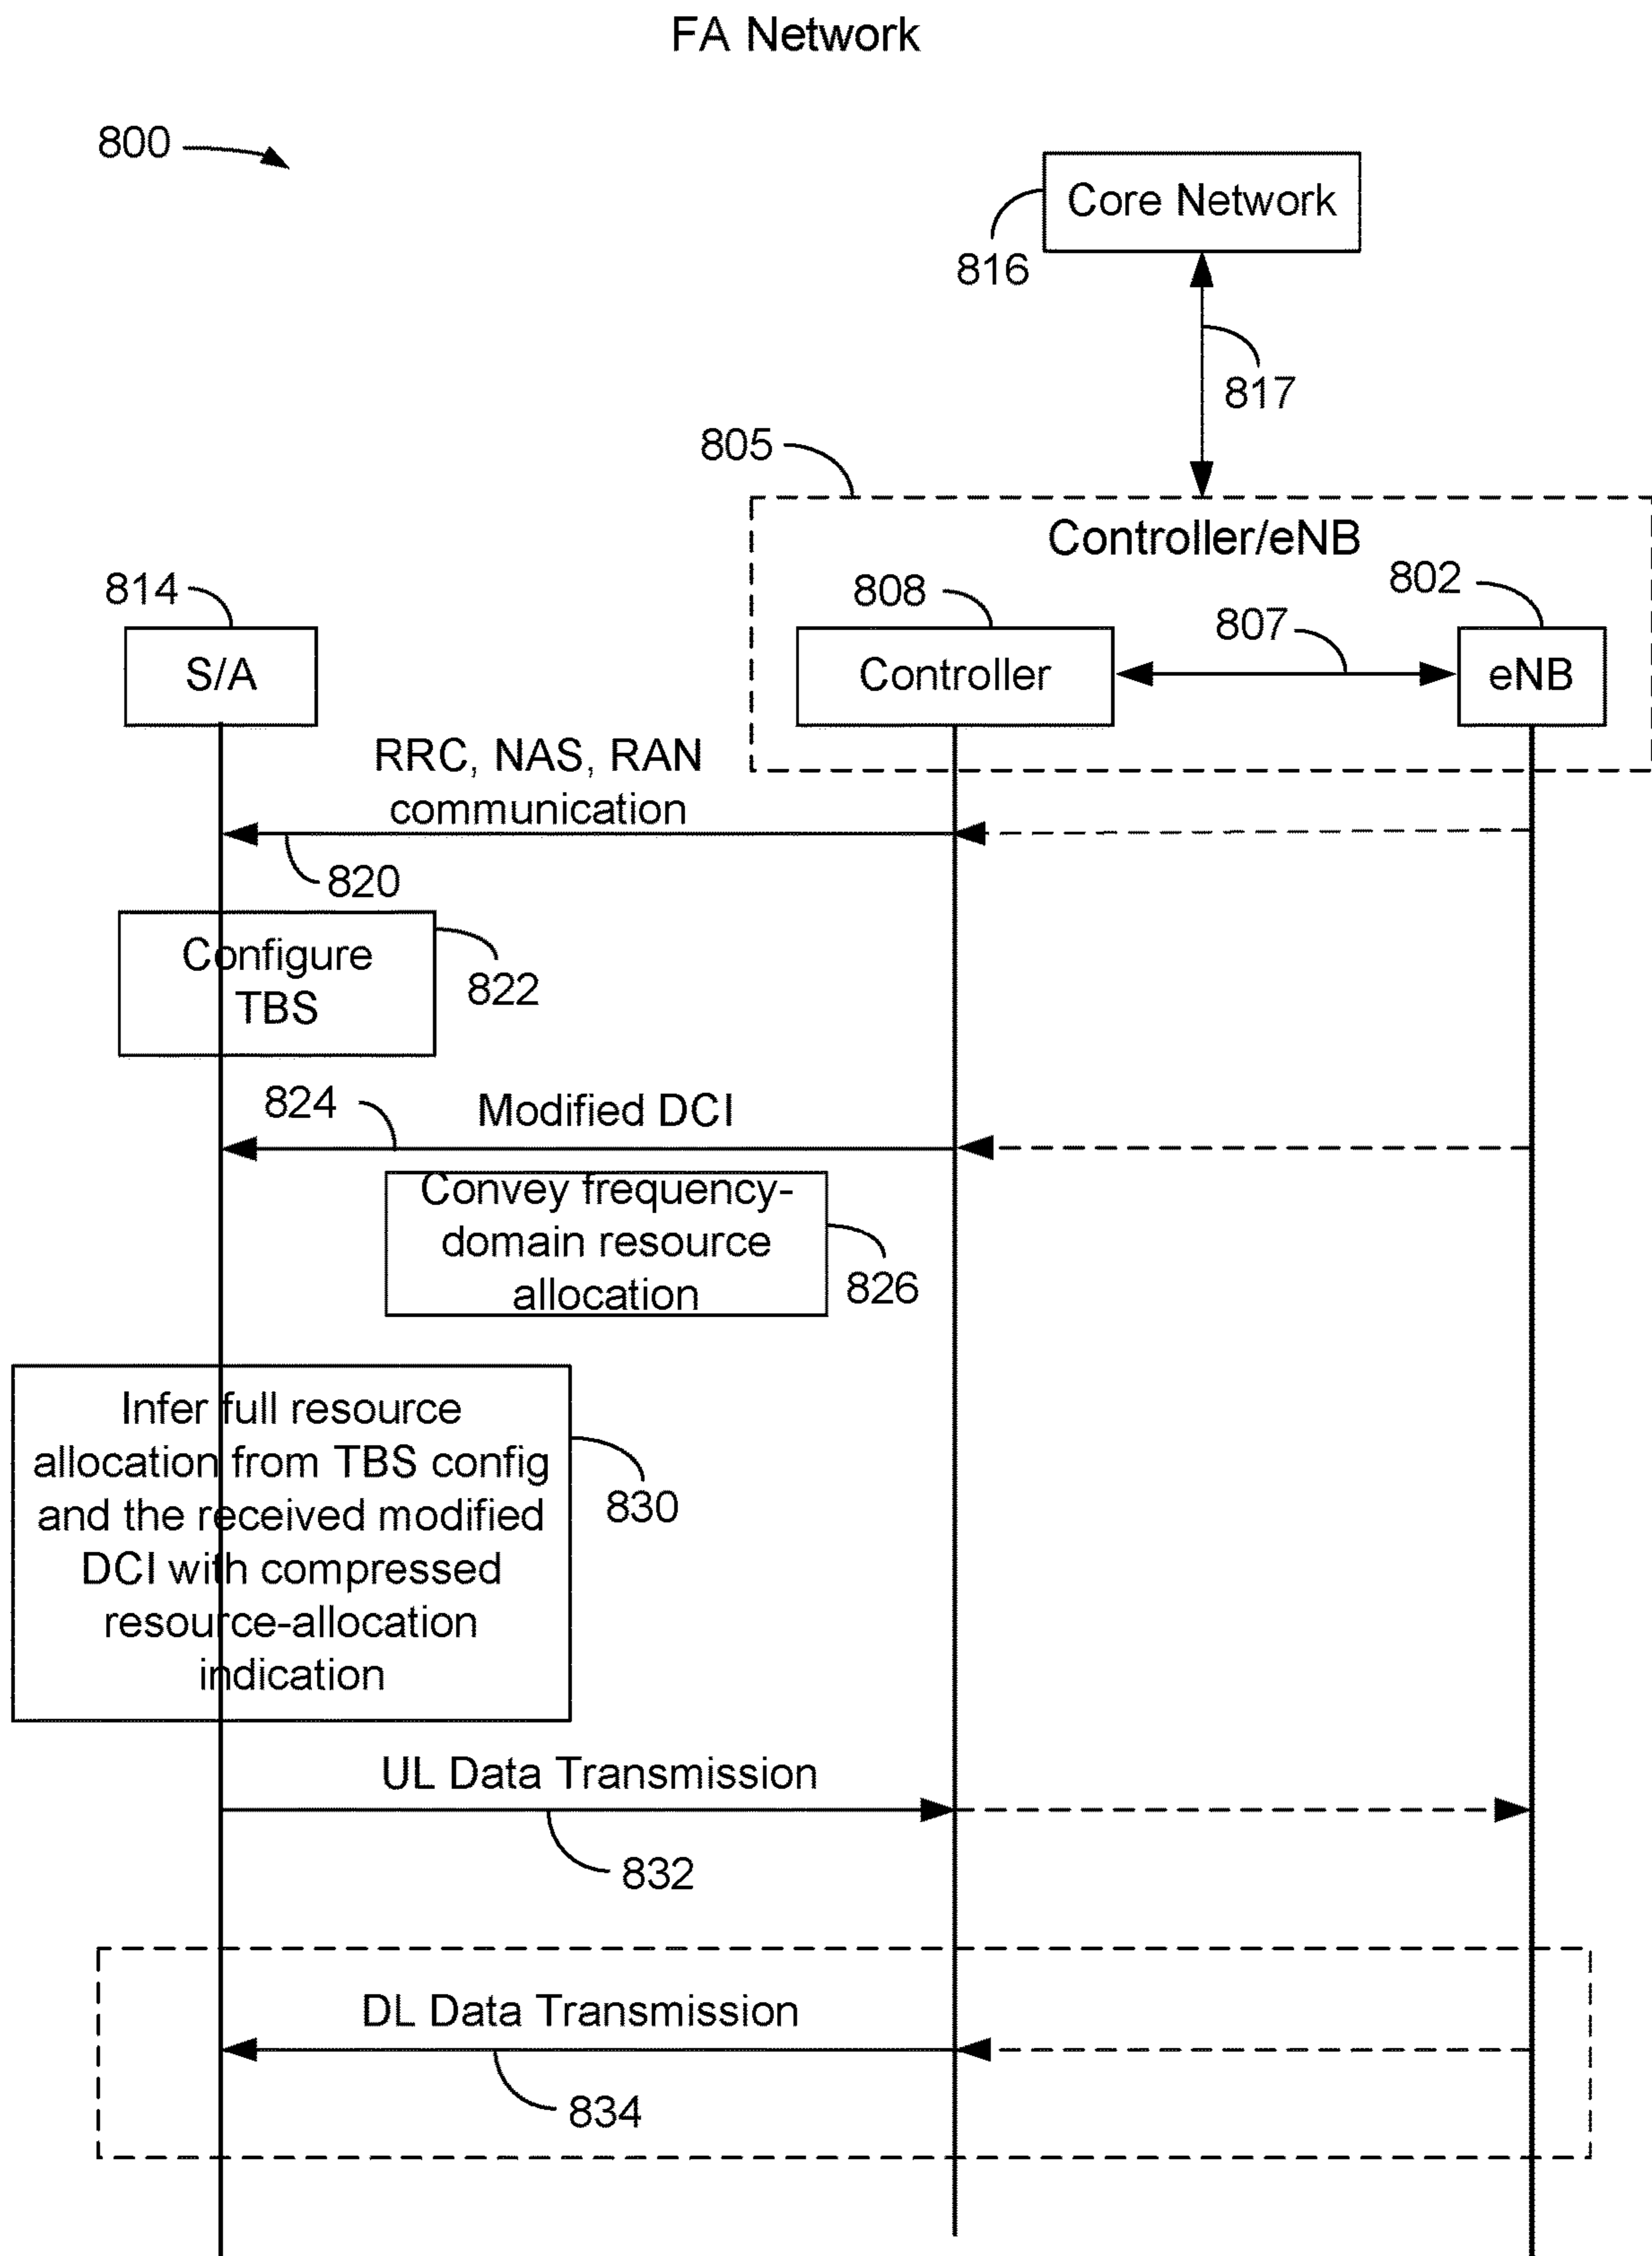 FA Network
800
Core Network
816
817
805
Controller/eNB
814
808
802
807
S/A
Controller
eNB
RRC, NAS, RAN
communication
820
Configure
TBS
822
824
Modified DCI
Convey frequency-
domain resource
allocation
826
Infer full resource
allocation from TBS config
and the received modified
DCI with compressed
resource-allocation
indication
830
UL Data Transmission
832
DL Data Transmission
834